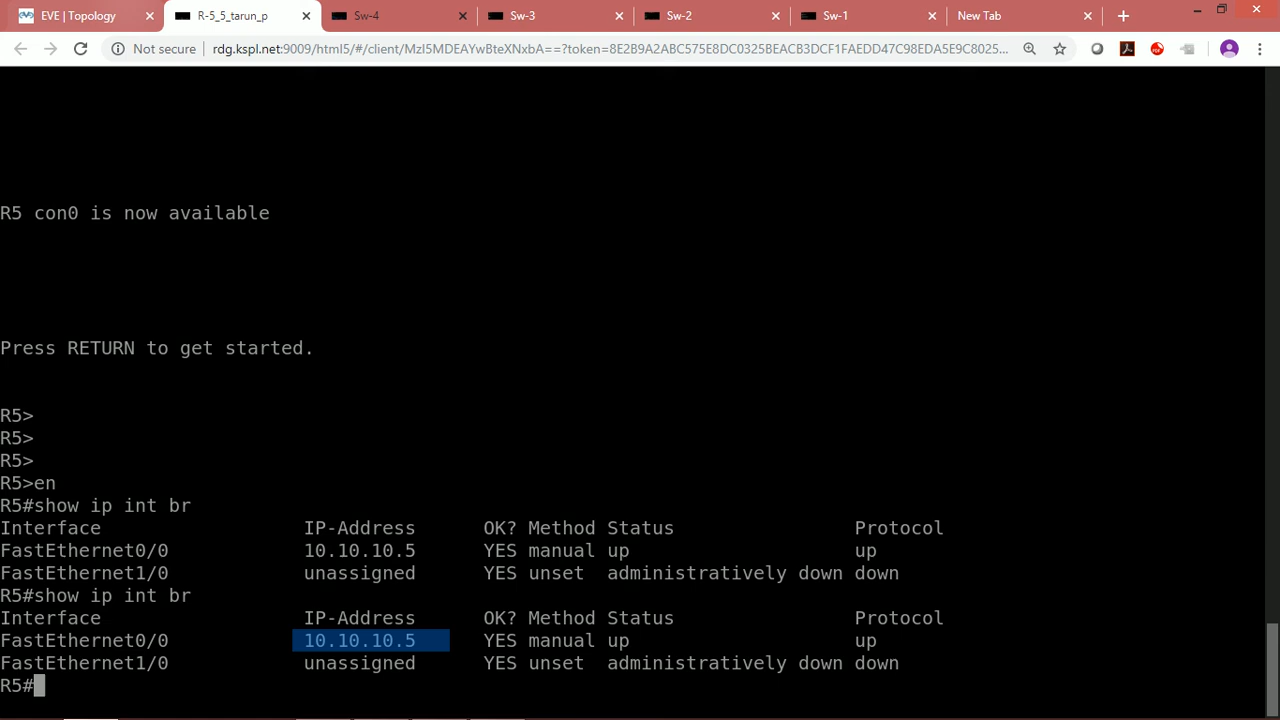 EVE | Topology
R-5_5_tarun_p
Sw-4
Sw-3
Sw-2
Sw-1
New Tab
Not secure
rdg.kspl.net:9009/html5/#/client/MzI5MDEAYwBteXNxbA==?token=8E2B9A2ABC575E8DC0325BEACB3DCF1FAEDD47C98EDA5E9C8025...
R5 con0 is now available
Press RETURN to get started.
R5>
R5>
R5>
R5>en
R5#show ip int br
Interface IP-Address OK? Method Status Protocol
FastEthernet0/0 10.10.10.5 YES manual up up
FastEthernet1/0 unassigned YES unset administratively down down
R5#show ip int br
Interface IP-Address OK? Method Status Protocol
FastEthernet0/0 10.10.10.5 YES manual up up
FastEthernet1/0 unassigned YES unset administratively down down
R5#